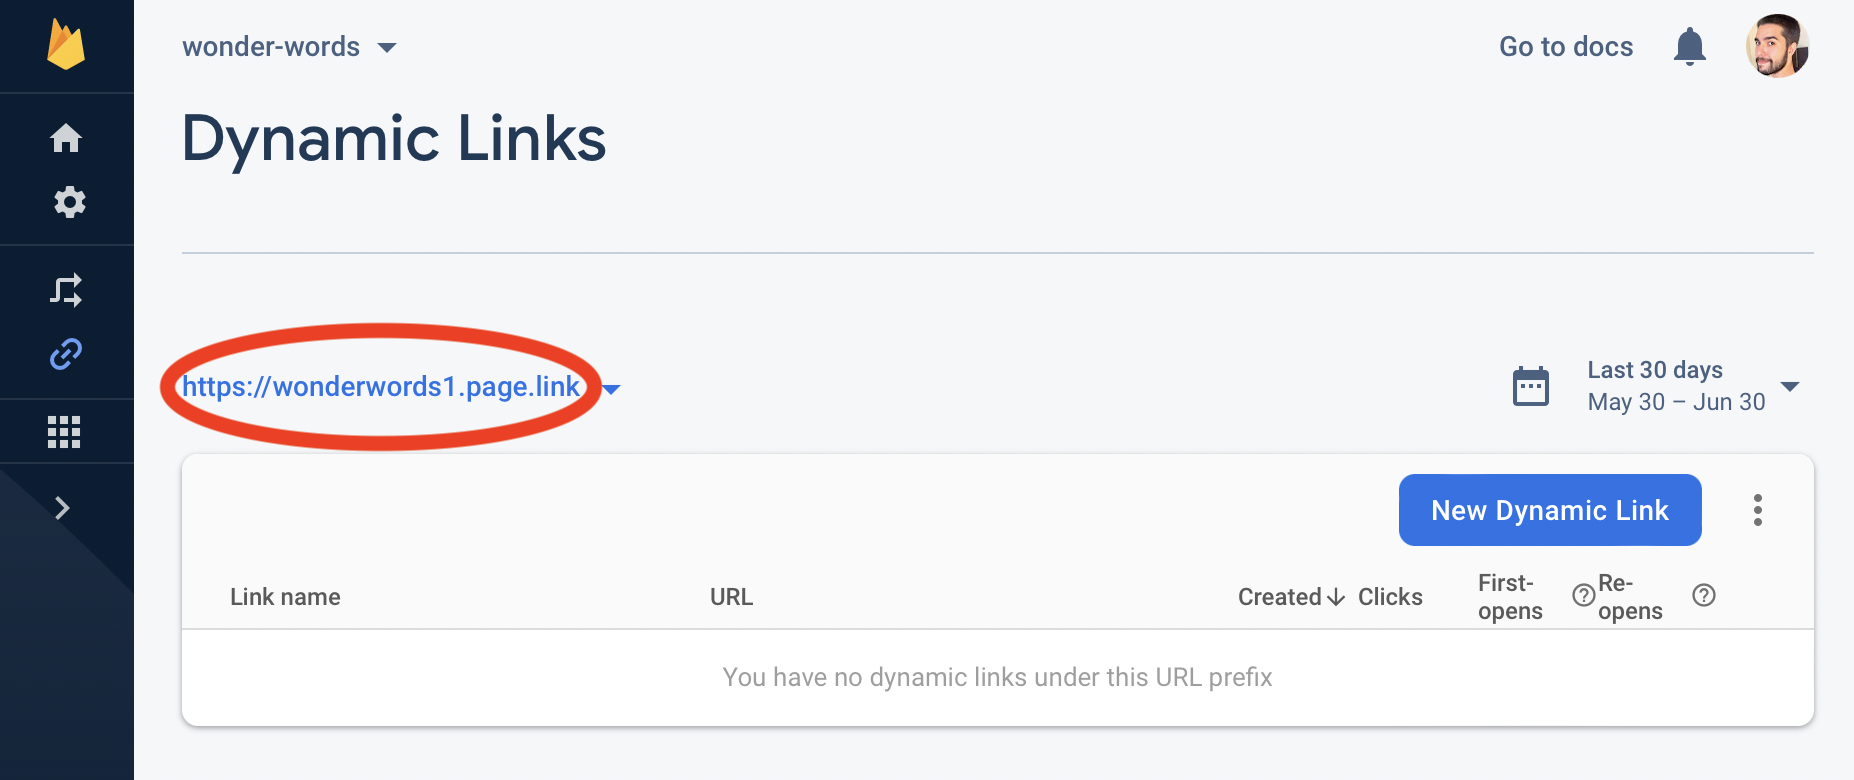 wonder-words
Go to docs
Dynamic Links
https://wonderwords1.page.link
Last 30 days
May 30 – Jun 30
New Dynamic Link
Link name
URL
Created
Clicks
First-
opens
Re-
opens
You have no dynamic links under this URL prefix